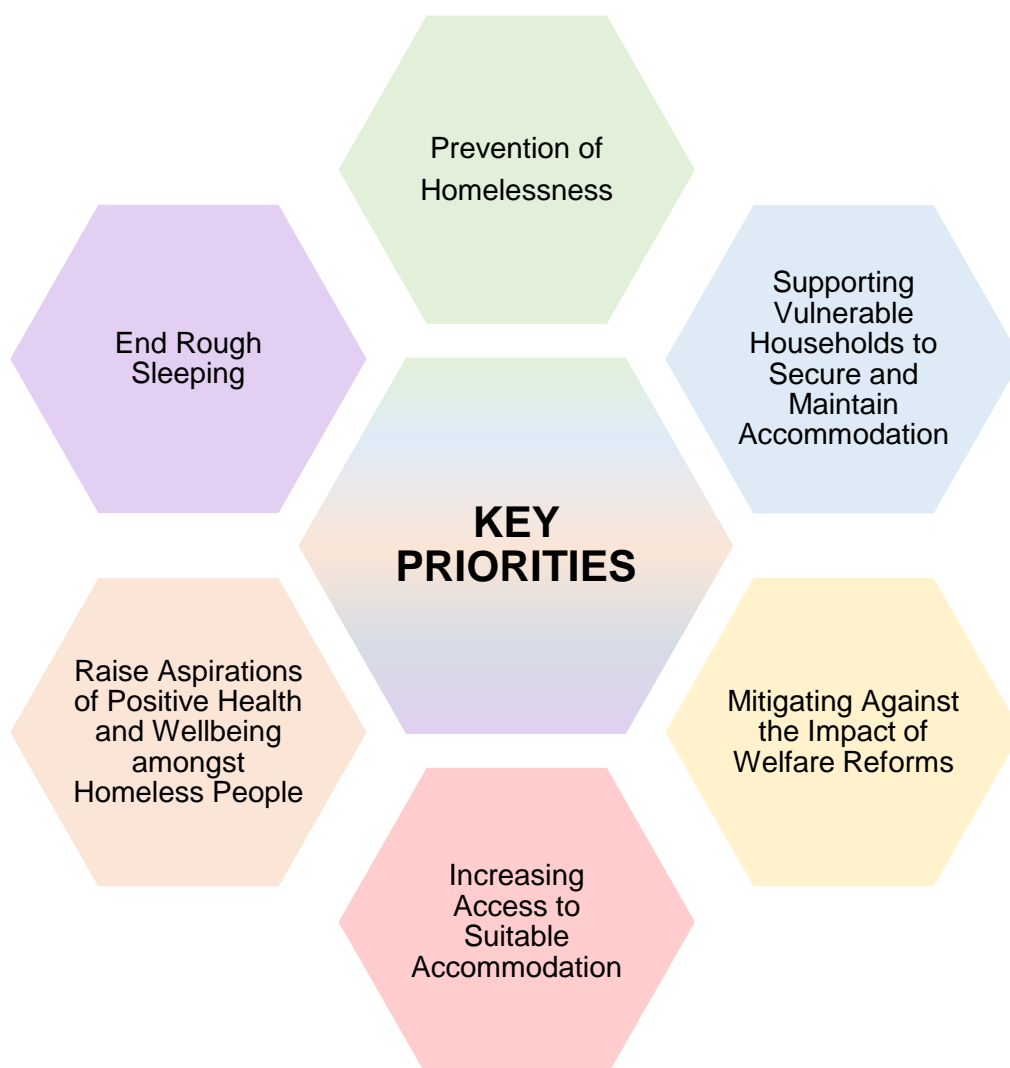 Prevention of
Homelessness
End Rough
Sleeping
Supporting
Vulnerable
Households to
Secure and
Maintain
Accommodation
KEY
PRIORITIES
Raise Aspirations
of Positive Health
and Wellbeing
amongst
Homeless People
Mitigating Against
the Impact of
Welfare Reforms
Increasing
Access to
Suitable
Accommodation